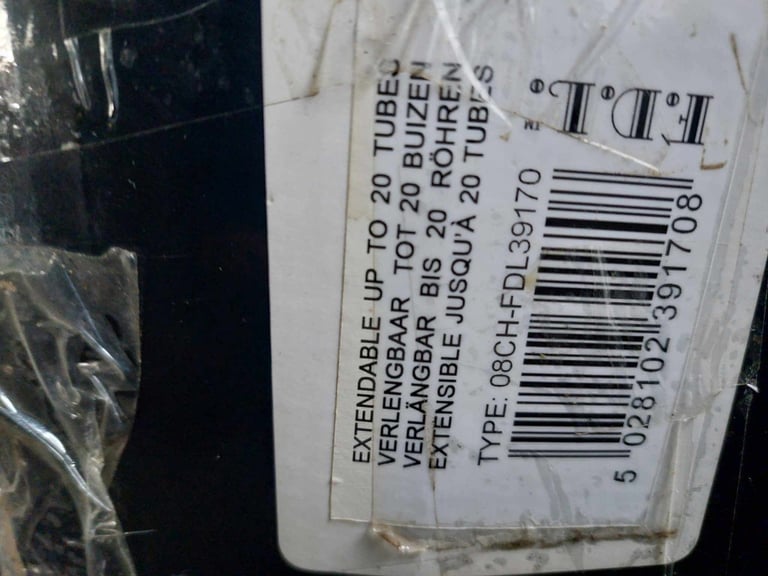 EXTENDABLE UP TO 20 TUBES
VERLENGBAAR TOT 20 BUIZEN
VERLÄNGBAR BIS 20 RÖHREN
EXTENSIBLE JUSQU'À 20 TUBES
TYPE: 08CH-FDL39170
5 028102 391708
F.D.L.